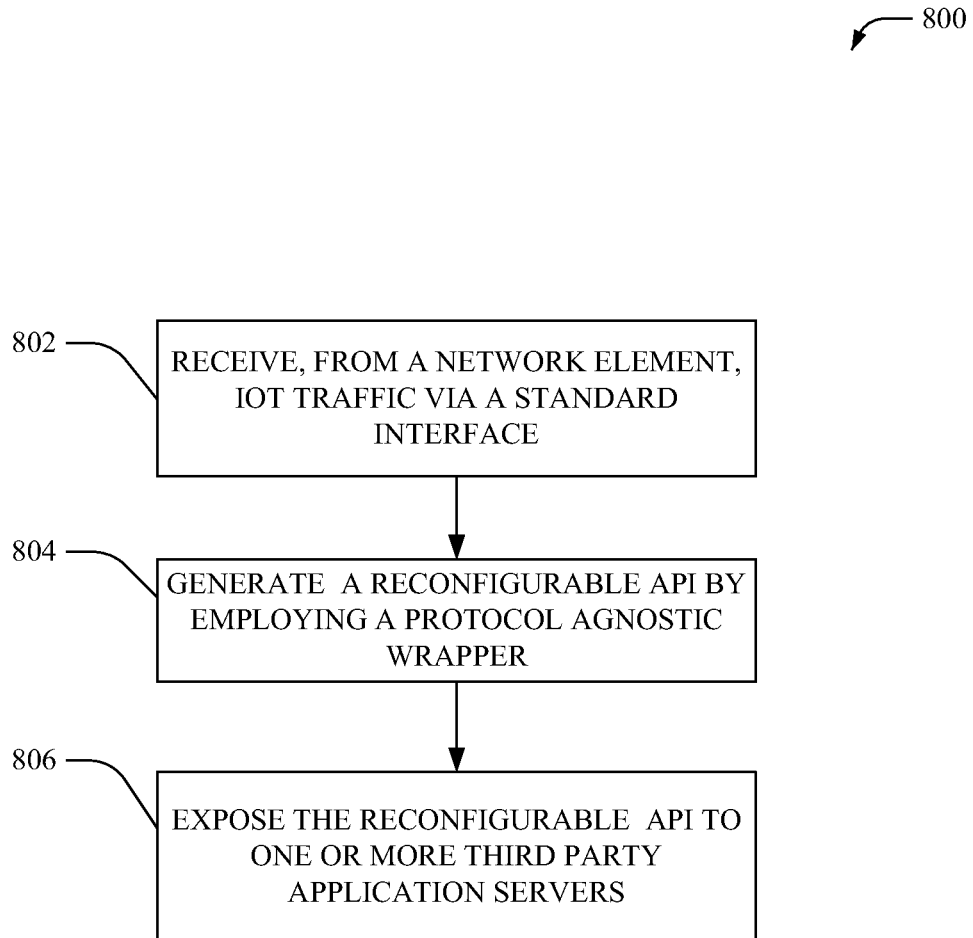 800
802
RECEIVE, FROM A NETWORK ELEMENT,
IOT TRAFFIC VIA A STANDARD
INTERFACE
804
GENERATE A RECONFIGURABLE API BY
EMPLOYING A PROTOCOL AGNOSTIC
WRAPPER
806
EXPOSE THE RECONFIGURABLE API TO
ONE OR MORE THIRD PARTY
APPLICATION SERVERS